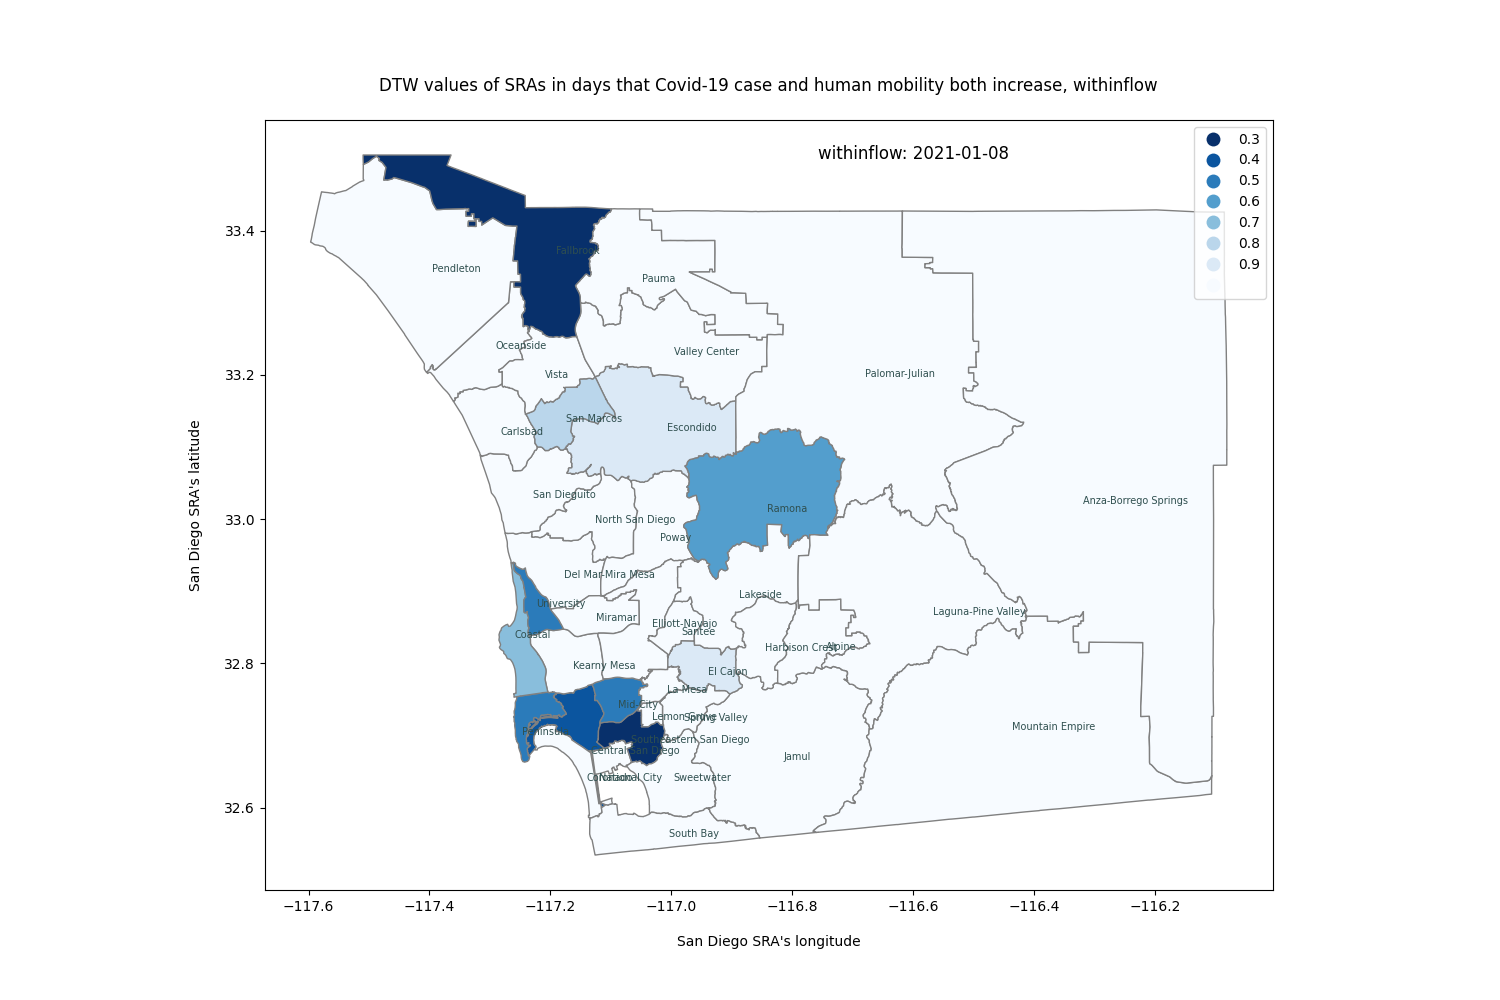 DTW values of SRAs in days that Covid-19 case and human mobility both increase, withinflow
withinflow: 2021-01-08
0.3
0.4
0.5
0.6
0.7
0.8
0.9
33.4
33.2
33.0
32.8
32.6
San Diego SRA's latitude
Fallbrook
Pendleton
Pauma
Oceanside
Valley Center
Vista
Palomar-Julian
San Marcos
Carlsbad
Escondido
San Dieguito
Anza-Borrego Springs
Ramona
North San Diego
Poway
Del Mar-Mira Mesa
Lakeside
University
Laguna-Pine Valley
Miramar
Elliott-Navajo
Santee
Coastal
Harbison Crest
Alpine
Kearny Mesa
El Cajon
La Mesa
Mid-City
Lemon Grove
Spring Valley
Mountain Empire
Peninsula
Southeastern San Diego
Central San Diego
Jamul
Coronado
National City
Sweetwater
South Bay
−117.6
−117.4
−117.2
−117.0
−116.8
−116.6
−116.4
−116.2
San Diego SRA's longitude